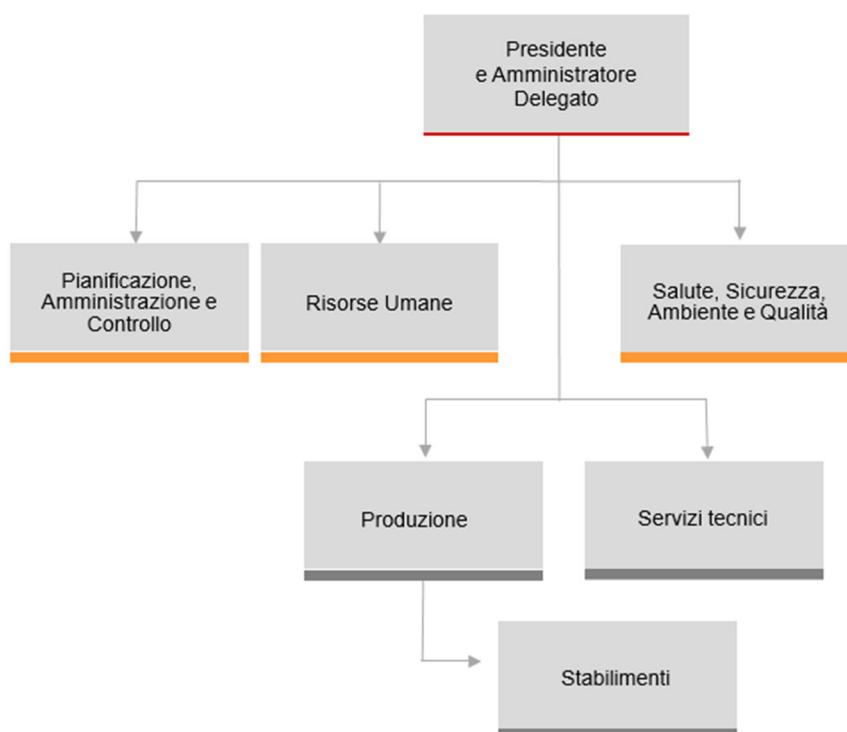 Presidente
e Amministratore
Delegato
Pianificazione,
Amministrazione e
Controllo
Risorse Umane
Salute, Sicurezza,
Ambiente e Qualità
Produzione
Servizi tecnici
Stabilimenti